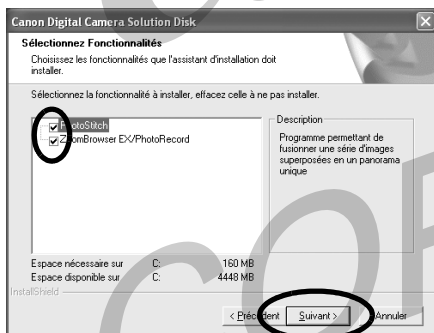 Canon Digital Camera Solution Disk
Sélectionnez Fonctionnalités
Choisissez les fonctionnalités que l'assistant d'installation doit
installer.
Sélectionnez la fonctionnalité à installer, effacez celle à ne pas installer.
PhotoStitch
ZoomBrowser EX/PhotoRecord
Description
Programme permettant de
fusionner une série d'images
superposées en un panorama
unique
Espace nécessaire sur C: 160 MB
Espace disponible sur C: 4448 MB
InstallShield
< Précédent Suivant > Annuler